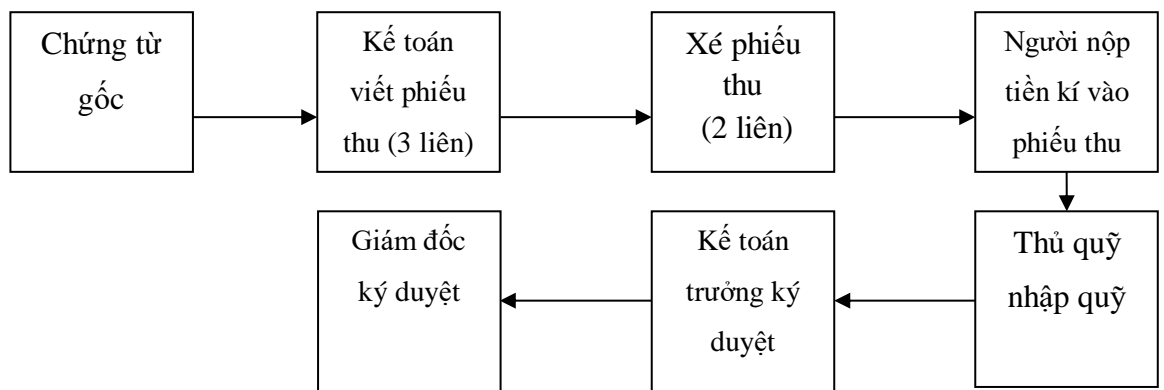 Chứng từ
gốc
Kế toán
viết phiếu
thu (3 liên)
Xé phiếu
thu
(2 liên)
Người nộp
tiền kí vào
phiếu thu
Giám đốc
ký duyệt
Kế toán
trưởng ký
duyệt
Thủ quỹ
nhập quỹ